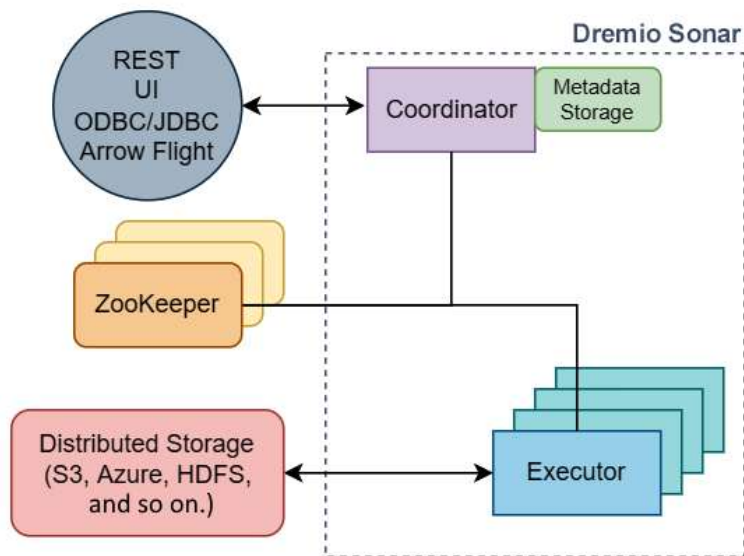 Dremio Sonar
REST
UI
ODBC/JDBC
Arrow Flight
Coordinator
Metadata
Storage
ZooKeeper
Distributed Storage
(S3, Azure, HDFS,
and so on.)
Executor